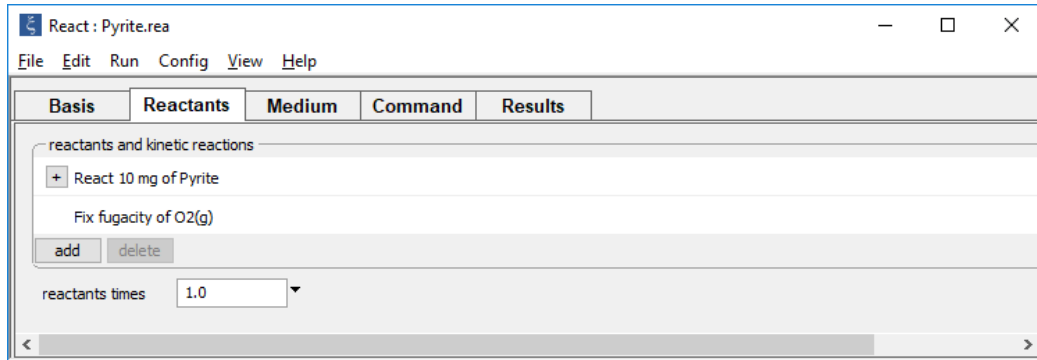 ξ React : Pyrite.rea
File Edit Run Config View Help
Basis Reactants Medium Command Results
reactants and kinetic reactions
+ React 10 mg of Pyrite
Fix fugacity of O2(g)
add delete
reactants times 1.0